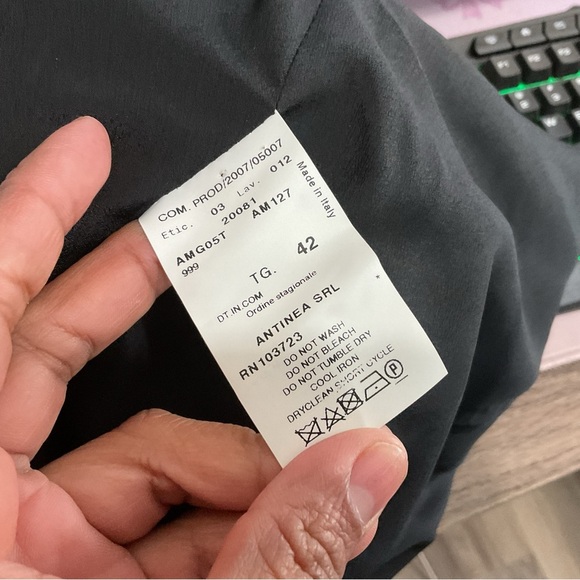 COM. PROD/2007/05007
Etic. 03 Lav. 012
20081
AMG05T AM127
999
Made in Italy
TG. 42
DT.IN.COM
Ordine stagionale
ANTINEA SRL
RN103723
DO NOT WASH
DO NOT BLEACH
DO NOT TUMBLE DRY
COOL IRON
DRYCLEAN SHORT CYCLE
P